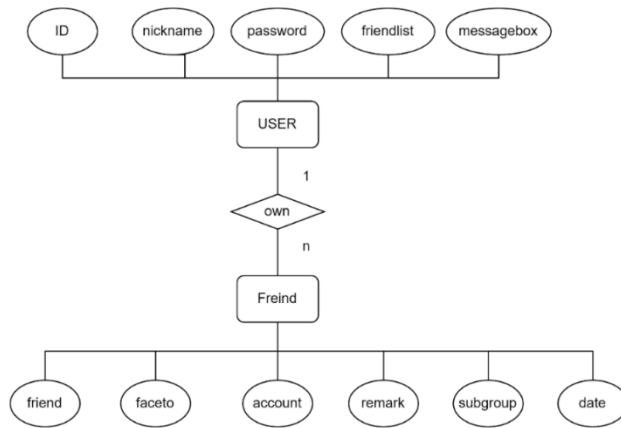 ID nickname password friendlist messagebox
USER
1
own
n
Freind
friend faceto account remark subgroup date